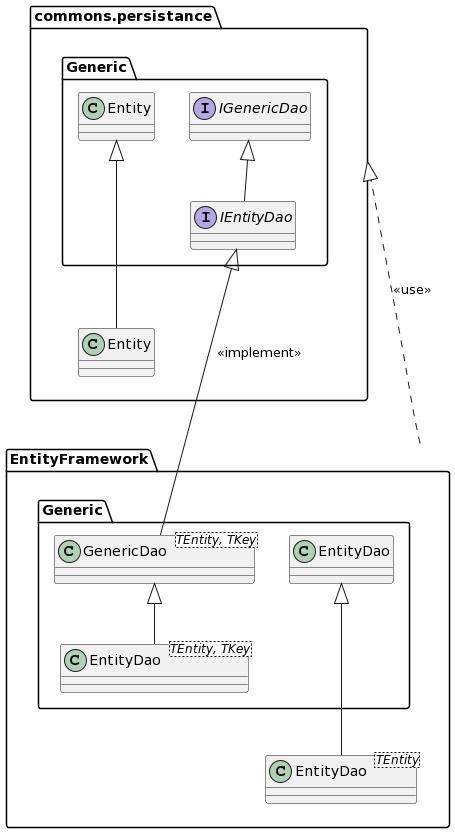 commons.persistance
Generic
C Entity
I IGenericDao
I IEntityDao
«use»
C Entity
«implement»
EntityFramework
Generic
C GenericDao TEntity, TKey
C EntityDao
C EntityDao TEntity, TKey
C EntityDao TEntity